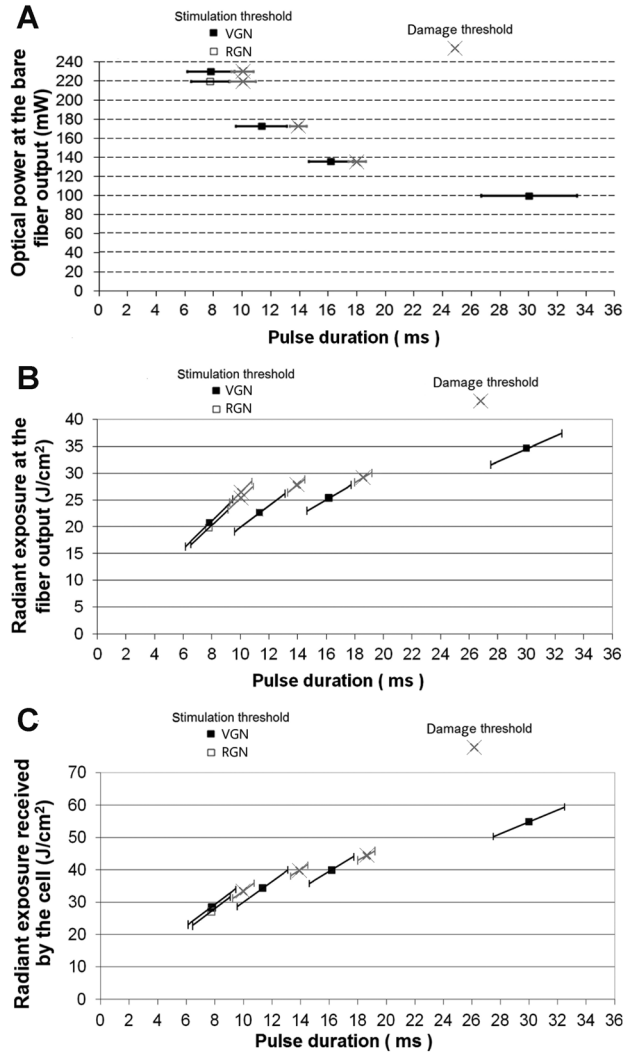 A
Stimulation threshold
VGN
RGN
Damage threshold
Optical power at the bare
fiber output (mW)
240
220
200
180
160
140
120
100
80
60
40
20
0
0 2 4 6 8 10 12 14 16 18 20 22 24 26 28 30 32 34 36
Pulse duration ( ms )
B
Stimulation threshold
VGN
RGN
Damage threshold
Radiant exposure at the
fiber output (J/cm²)
40
35
30
25
20
15
10
5
0
0 2 4 6 8 10 12 14 16 18 20 22 24 26 28 30 32 34 36
Pulse duration ( ms )
C
Stimulation threshold
VGN
RGN
Damage threshold
Radiant exposure received
by the cell (J/cm²)
70
60
50
40
30
20
10
0
0 2 4 6 8 10 12 14 16 18 20 22 24 26 28 30 32 34 36
Pulse duration ( ms )